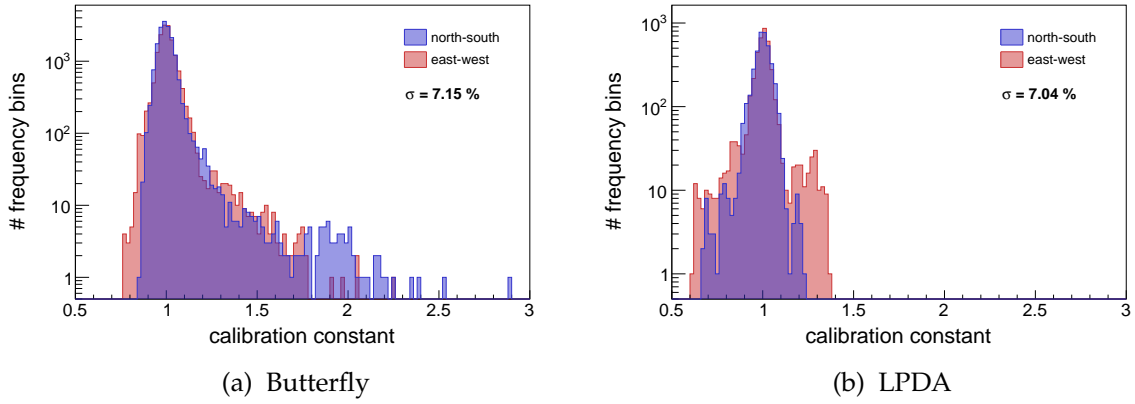 # frequency bins
10³
10²
10
1
north-south
east-west
σ = 7.15 %
0.5 1 1.5 2 2.5 3
calibration constant
(a) Butterfly
# frequency bins
10³
10²
10
1
north-south
east-west
σ = 7.04 %
0.5 1 1.5 2 2.5 3
calibration constant
(b) LPDA